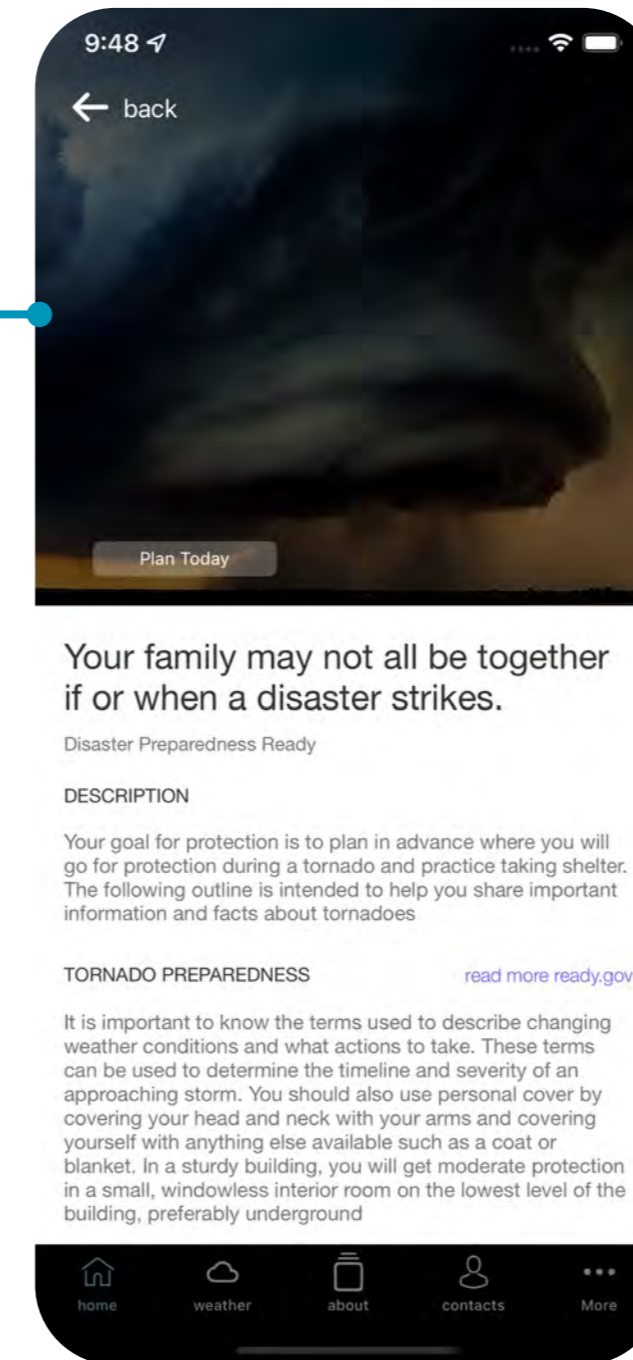 9:48
back
Plan Today
Your family may not all be together
if or when a disaster strikes.
Disaster Preparedness Ready
DESCRIPTION
Your goal for protection is to plan in advance where you will
go for protection during a tornado and practice taking shelter.
The following outline is intended to help you share important
information and facts about tornadoes
TORNADO PREPAREDNESS read more ready.gov
It is important to know the terms used to describe changing
weather conditions and what actions to take. These terms
can be used to determine the timeline and severity of an
approaching storm. You should also use personal cover by
covering your head and neck with your arms and covering
yourself with anything else available such as a coat or
blanket. In a sturdy building, you will get moderate protection
in a small, windowless interior room on the lowest level of the
building, preferably underground
home weather about contacts More